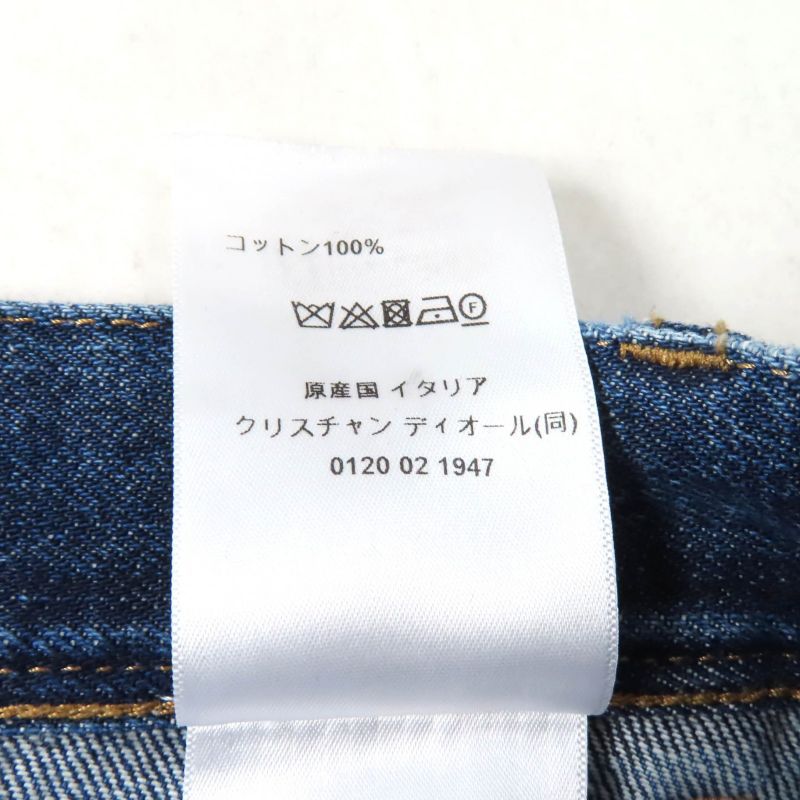 コットン100%
F
原産国 イタリア
クリスチャン ディオール(同)
0120 02 1947